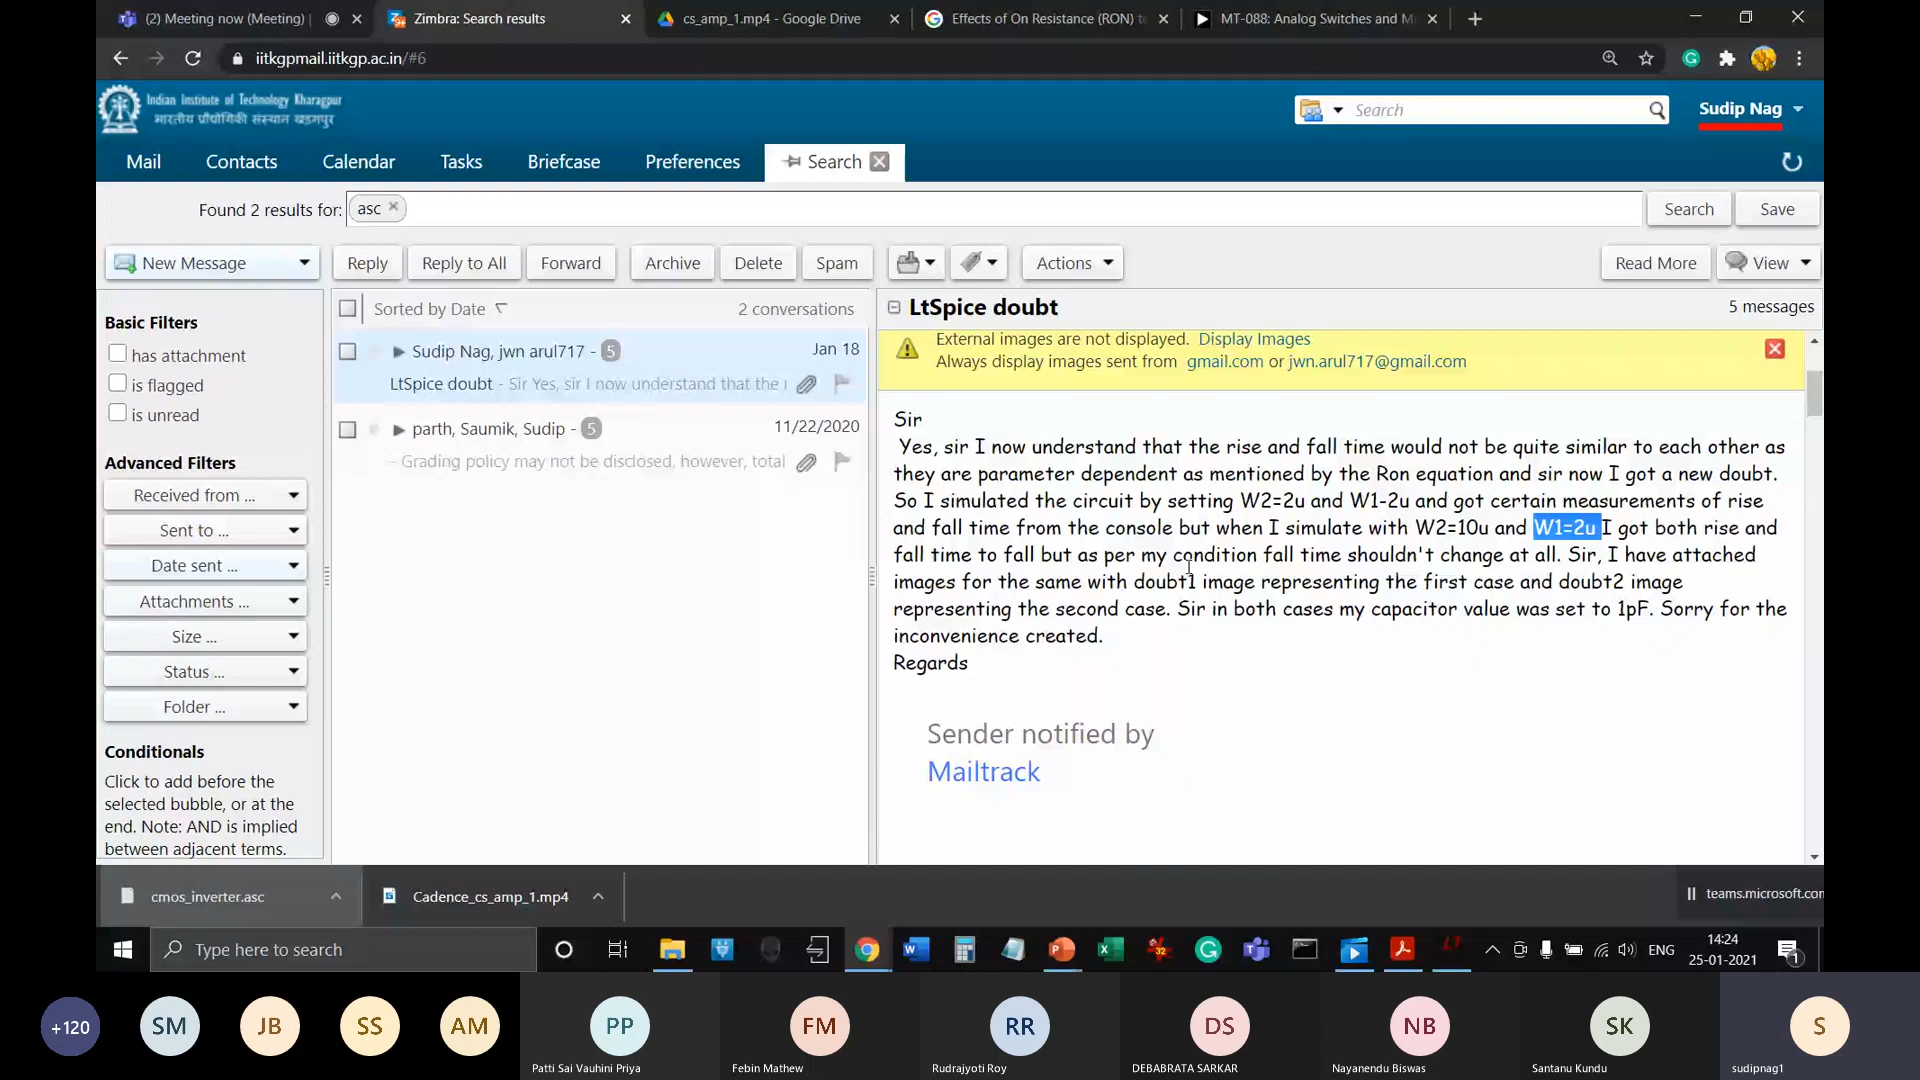 (2) Meeting now (Meeting) |
Zimbra: Search results
cs_amp_1.mp4 - Google Drive
Effects of On Resistance (RON) t
MT-088: Analog Switches and M
iitkgpmail.iitkgp.ac.in/#6
Indian Institute of Technology Kharagpur
भारतीय प्रौद्योगिकी संस्थान खड़गपुर
Search
Sudip Nag
Mail
Contacts
Calendar
Tasks
Briefcase
Preferences
Search
Found 2 results for:
asc
Search
Save
New Message
Reply
Reply to All
Forward
Archive
Delete
Spam
Actions
Read More
View
Basic Filters
has attachment
is flagged
is unread
Advanced Filters
Received from ...
Sent to ...
Date sent ...
Attachments ...
Size ...
Status ...
Folder ...
Conditionals
Click to add before the
selected bubble, or at the
end. Note: AND is implied
between adjacent terms.
Sorted by Date
2 conversations
Sudip Nag, jwn arul717 - 5
Jan 18
LtSpice doubt - Sir Yes, sir I now understand that the r
parth, Saumik, Sudip - 5
11/22/2020
- Grading policy may not be disclosed, however, total
LtSpice doubt
5 messages
External images are not displayed. Display Images
Always display images sent from gmail.com or jwn.arul717@gmail.com
Sir
Yes, sir I now understand that the rise and fall time would not be quite similar to each other as
they are parameter dependent as mentioned by the Ron equation and sir now I got a new doubt.
So I simulated the circuit by setting W2=2u and W1-2u and got certain measurements of rise
and fall time from the console but when I simulate with W2=10u and W1=2u I got both rise and
fall time to fall but as per my condition fall time shouldn't change at all. Sir, I have attached
images for the same with doubt1 image representing the first case and doubt2 image
representing the second case. Sir in both cases my capacitor value was set to 1pF. Sorry for the
inconvenience created.
Regards
Sender notified by
Mailtrack
cmos_inverter.asc
Cadence_cs_amp_1.mp4
teams.microsoft.com
Type here to search
ENG
14:24
25-01-2021
1
+120
SM
JB
SS
AM
PP
FM
RR
DS
NB
SK
S
Patti Sai Vauhini Priya
Febin Mathew
Rudrajyoti Roy
DEBABRATA SARKAR
Nayanendu Biswas
Santanu Kundu
sudipnag1